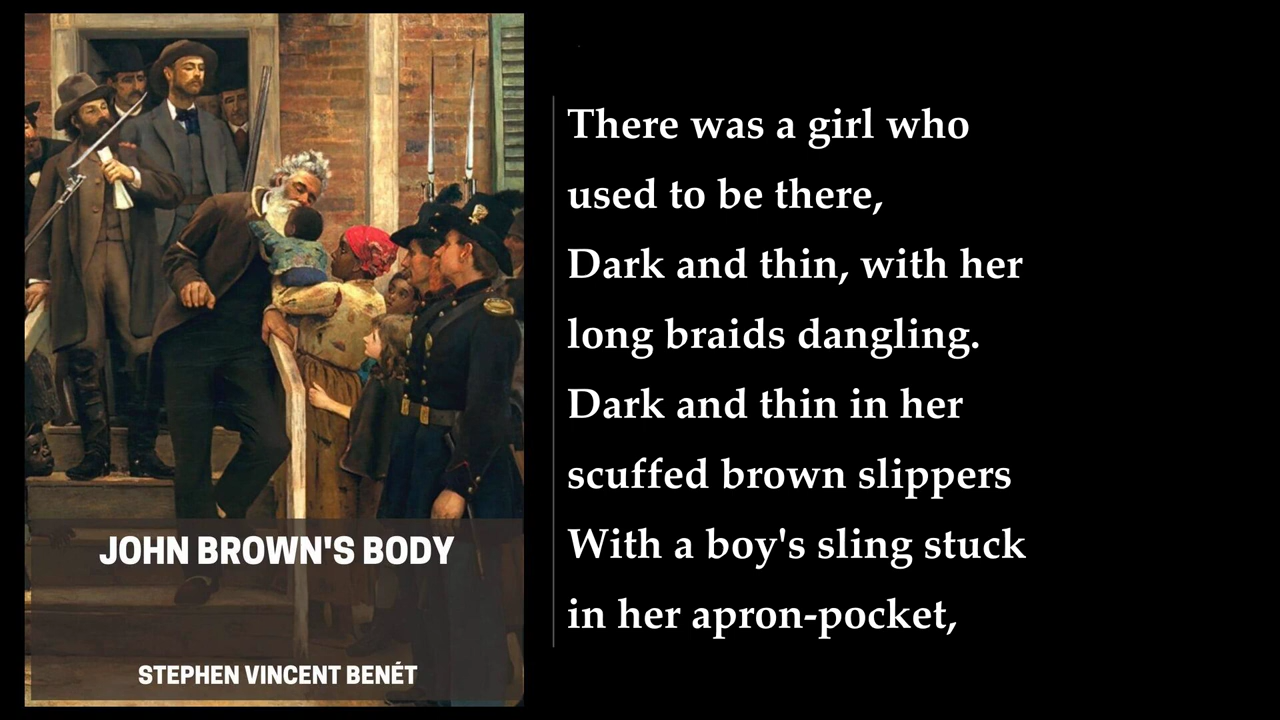 JOHN BROWN'S BODY
STEPHEN VINCENT BENÉT
There was a girl who
used to be there,
Dark and thin, with her
long braids dangling.
Dark and thin in her
scuffed brown slippers
With a boy's sling stuck
in her apron-pocket,